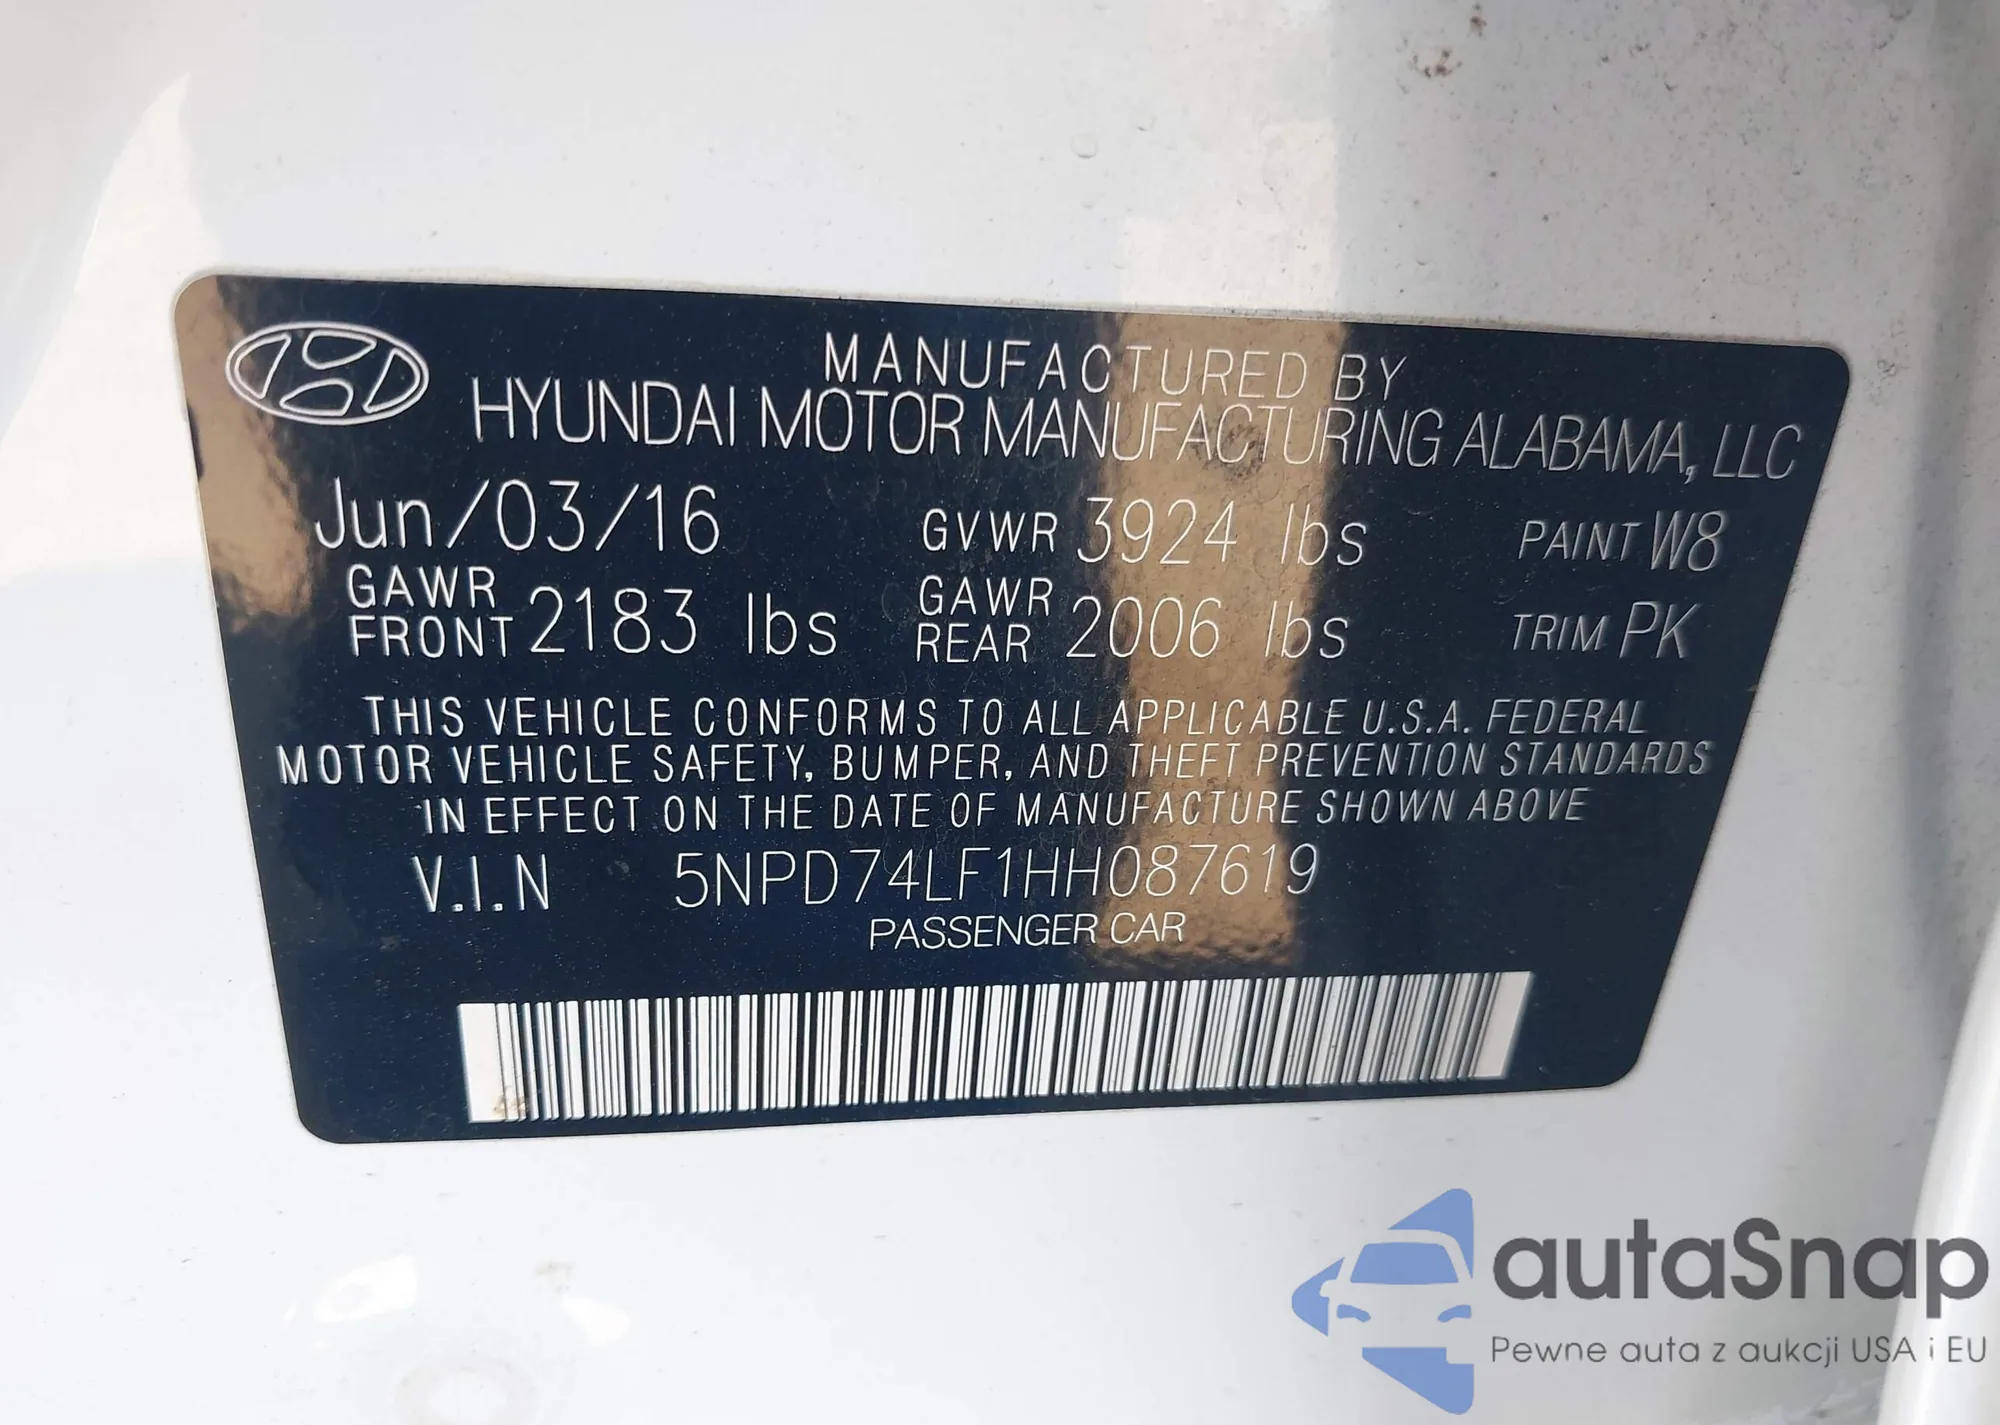 MANUFACTURED BY
HYUNDAI MOTOR MANUFACTURING ALABAMA, LLC
Jun/03/16 GVWR 3924 lbs PAINT W8
GAWR FRONT 2183 lbs GAWR REAR 2006 lbs TRIM PK
THIS VEHICLE CONFORMS TO ALL APPLICABLE U.S.A. FEDERAL
MOTOR VEHICLE SAFETY, BUMPER, AND THEFT PREVENTION STANDARDS
IN EFFECT ON THE DATE OF MANUFACTURE SHOWN ABOVE
V.I.N 5NPD74LF1HH087619
PASSENGER CAR
autaSnap
Pewne auta z aukcji USA i EU